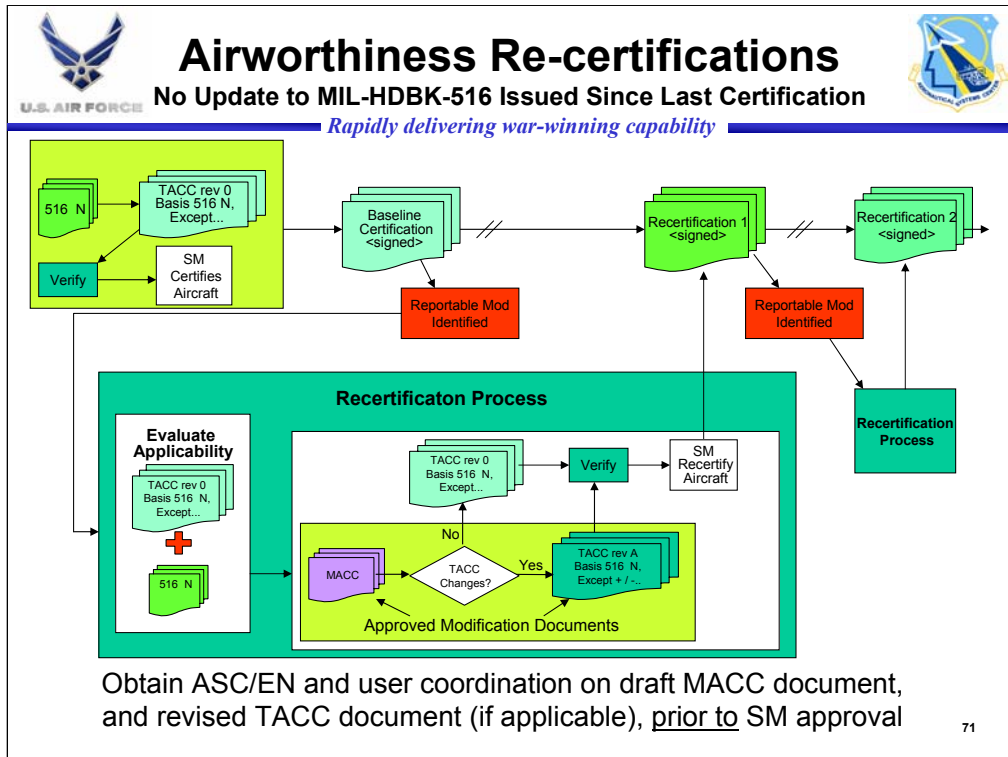 Airworthiness Re-certifications
No Update to MIL-HDBK-516 Issued Since Last Certification
U.S. AIR FORCE
Rapidly delivering war-winning capability
516 N
TACC rev 0
Basis 516 N,
Except...
Verify
SM
Certifies
Aircraft
Baseline
Certification
<signed>
Recertification 1
<signed>
Recertification 2
<signed>
Reportable Mod
Identified
Reportable Mod
Identified
Recertificaton Process
Evaluate
Applicability
TACC rev 0
Basis 516 N,
Except...
516 N
TACC rev 0
Basis 516 N,
Except...
Verify
SM
Recertify
Aircraft
Recertification
Process
No
MACC
TACC
Changes?
Yes
TACC rev A
Basis 516 N,
Except + / -..
Approved Modification Documents
Obtain ASC/EN and user coordination on draft MACC document,
and revised TACC document (if applicable), prior to SM approval
71